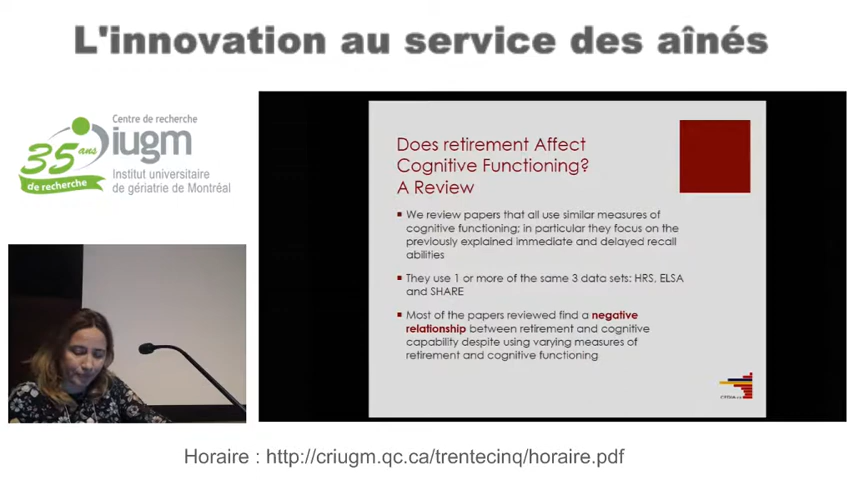 L'innovation au service des aînés
Centre de recherche
iugm
35 ans
de recherche
Institut universitaire
de gériatrie de Montréal
Does retirement Affect
Cognitive Functioning?
A Review
We review papers that all use similar measures of
cognitive functioning; in particular they focus on the
previously explained immediate and delayed recall
abilities
They use 1 or more of the same 3 data sets: HRS, ELSA
and SHARE
Most of the papers reviewed find a negative
relationship between retirement and cognitive
capability despite using varying measures of
retirement and cognitive functioning
Horaire : http://criugm.qc.ca/trentecinq/horaire.pdf